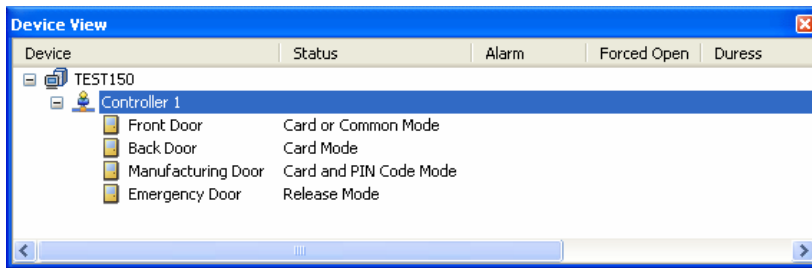 Device View
Device Status Alarm Forced Open Duress
TEST150
Controller 1
Front Door Card or Common Mode
Back Door Card Mode
Manufacturing Door Card and PIN Code Mode
Emergency Door Release Mode